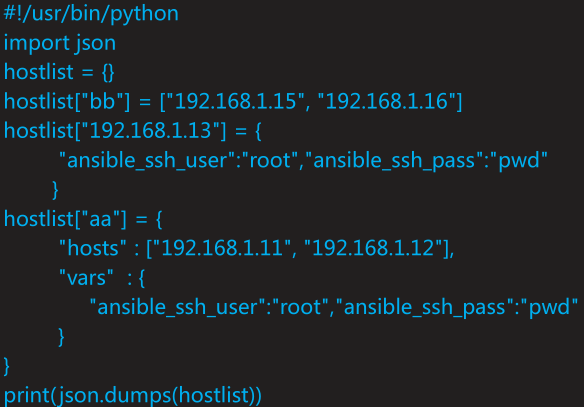 #!/usr/bin/python
import json
hostlist = {}
hostlist["bb"] = ["192.168.1.15", "192.168.1.16"]
hostlist["192.168.1.13"] = {
"ansible_ssh_user":"root","ansible_ssh_pass":"pwd"
}
hostlist["aa"] = {
"hosts" : ["192.168.1.11", "192.168.1.12"],
"vars"  : {
"ansible_ssh_user":"root","ansible_ssh_pass":"pwd"
}
}
print(json.dumps(hostlist))